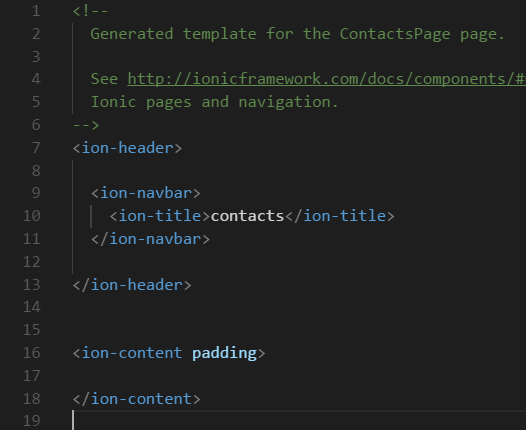 1 <!--
2 Generated template for the ContactsPage page.
3
4 See http://ionicframework.com/docs/components/#
5 Ionic pages and navigation.
6 -->
7 <ion-header>
8
9 <ion-navbar>
10 <ion-title>contacts</ion-title>
11 </ion-navbar>
12
13 </ion-header>
14
15
16 <ion-content padding>
17
18 </ion-content>
19